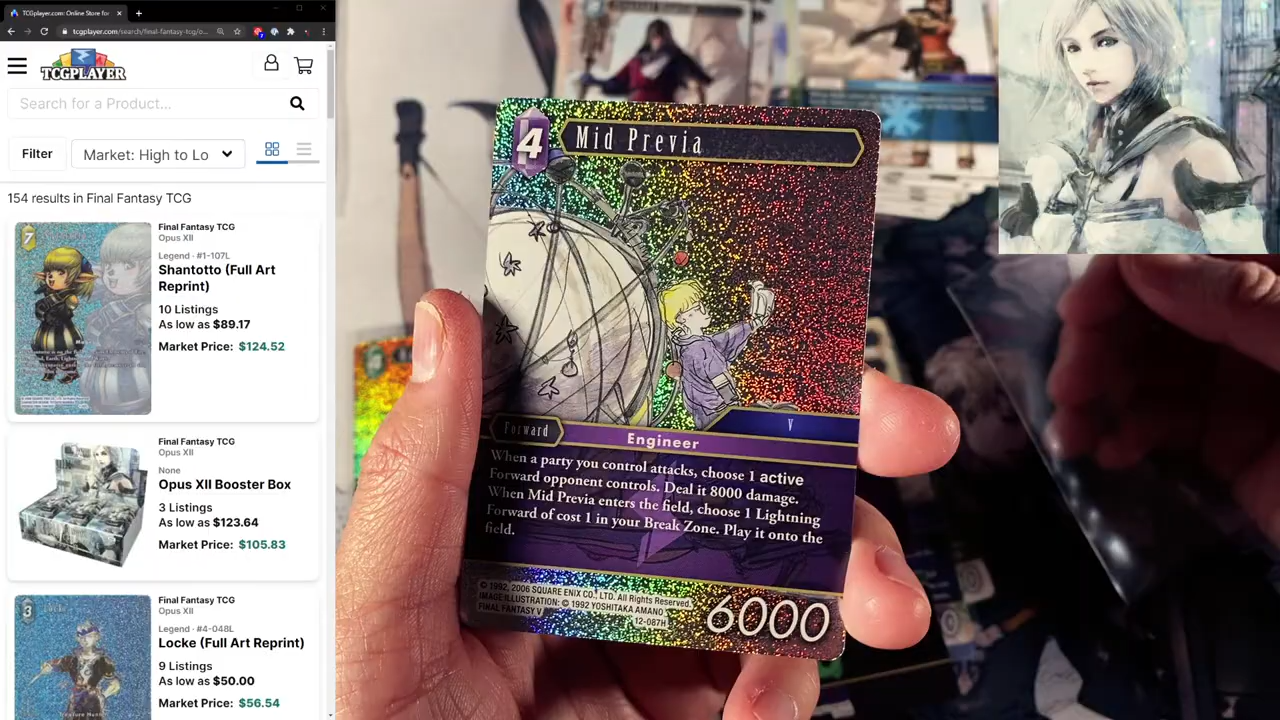 TCGplayer.com: Online Store for
tcgplayer.com/search/final-fantasy-tcg/o...
TCGPLAYER
Search for a Product...
Filter
Market: High to Lo
154 results in Final Fantasy TCG
7
Final Fantasy TCG
Opus XII
Legend · #1-107L
Shantotto (Full Art
Reprint)
10 Listings
As low as $89.17
Market Price: $124.52
Final Fantasy TCG
Opus XII
None
Opus XII Booster Box
3 Listings
As low as $123.64
Market Price: $105.83
3
Final Fantasy TCG
Opus XII
Legend · #4-048L
Locke (Full Art Reprint)
9 Listings
As low as $50.00
Market Price: $56.54
4
Mid Previa
V
Forward
Engineer
When a party you control attacks, choose 1 active
Forward opponent controls. Deal it 8000 damage.
When Mid Previa enters the field, choose 1 Lightning
Forward of cost 1 in your Break Zone. Play it onto the
field.
© 1992, 2006 SQUARE ENIX CO., LTD. All Rights Reserved.
IMAGE ILLUSTRATION: © 1992 YOSHITAKA AMANO
FINAL FANTASY V
12-087H
6000